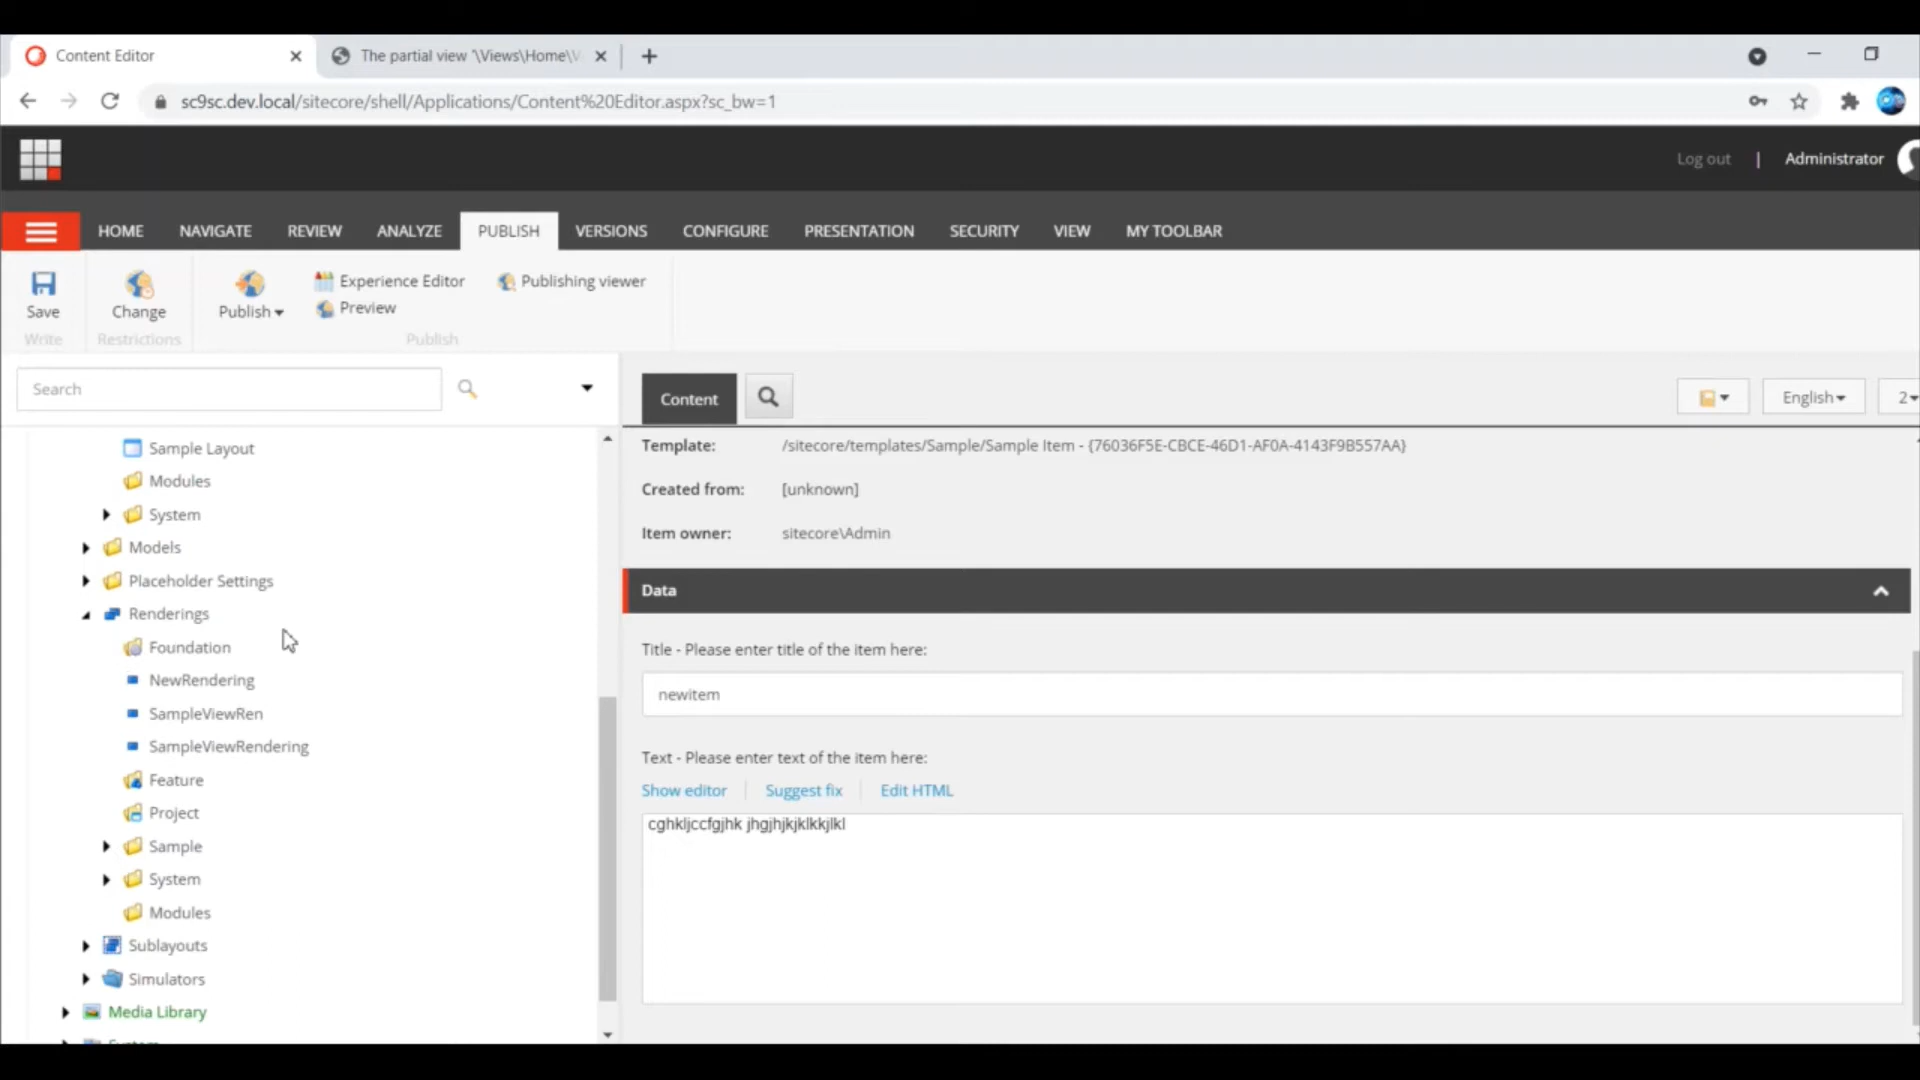 Content Editor
The partial view '\Views\Home\V
sc9sc.dev.local/sitecore/shell/Applications/Content%20Editor.aspx?sc_bw=1
Log out | Administrator
HOME NAVIGATE REVIEW ANALYZE PUBLISH VERSIONS CONFIGURE PRESENTATION SECURITY VIEW MY TOOLBAR
Save
Write
Change
Restrictions
Publish
Experience Editor
Preview
Publishing viewer
Publish
Search
Content
English
2
Sample Layout
Modules
System
Models
Placeholder Settings
Renderings
Foundation
NewRendering
SampleViewRen
SampleViewRendering
Feature
Project
Sample
System
Modules
Sublayouts
Simulators
Media Library
Template: /sitecore/templates/Sample/Sample Item - {76036F5E-CBCE-46D1-AF0A-4143F9B557AA}
Created from: [unknown]
Item owner: sitecore\Admin
Data
Title - Please enter title of the item here:
newitem
Text - Please enter text of the item here:
Show editor Suggest fix Edit HTML
cghkljccfgjhk jhgjhjkjklkkjlkl